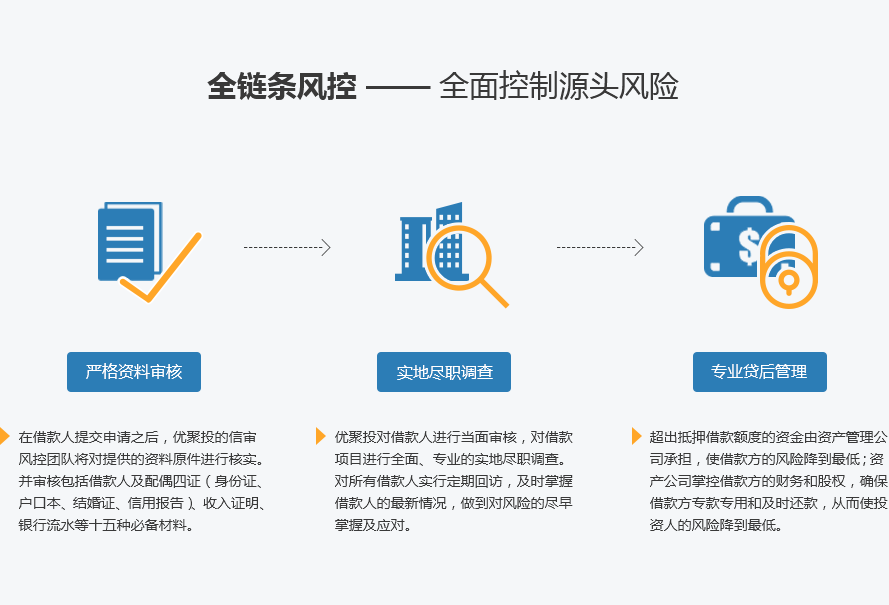 全链条风控 —— 全面控制源头风险
严格资料审核
在借款人提交申请之后，优聚投的信审
风控团队将对提供的资料原件进行核实。
并审核包括借款人及配偶四证（身份证、
户口本、结婚证、信用报告）、收入证明、
银行流水等十五种必备材料。
实地尽职调查
优聚投对借款人进行当面审核，对借款
项目进行全面、专业的实地尽职调查。
对所有借款人实行定期回访，及时掌握
借款人的最新情况，做到对风险的尽早
掌握及应对。
专业贷后管理
超出抵押借款额度的资金由资产管理公
司承担，使借款方的风险降到最低；资
产公司掌控借款方的财务和股权，确保
借款方专款专用和及时还款，从而使投
资人的风险降到最低。